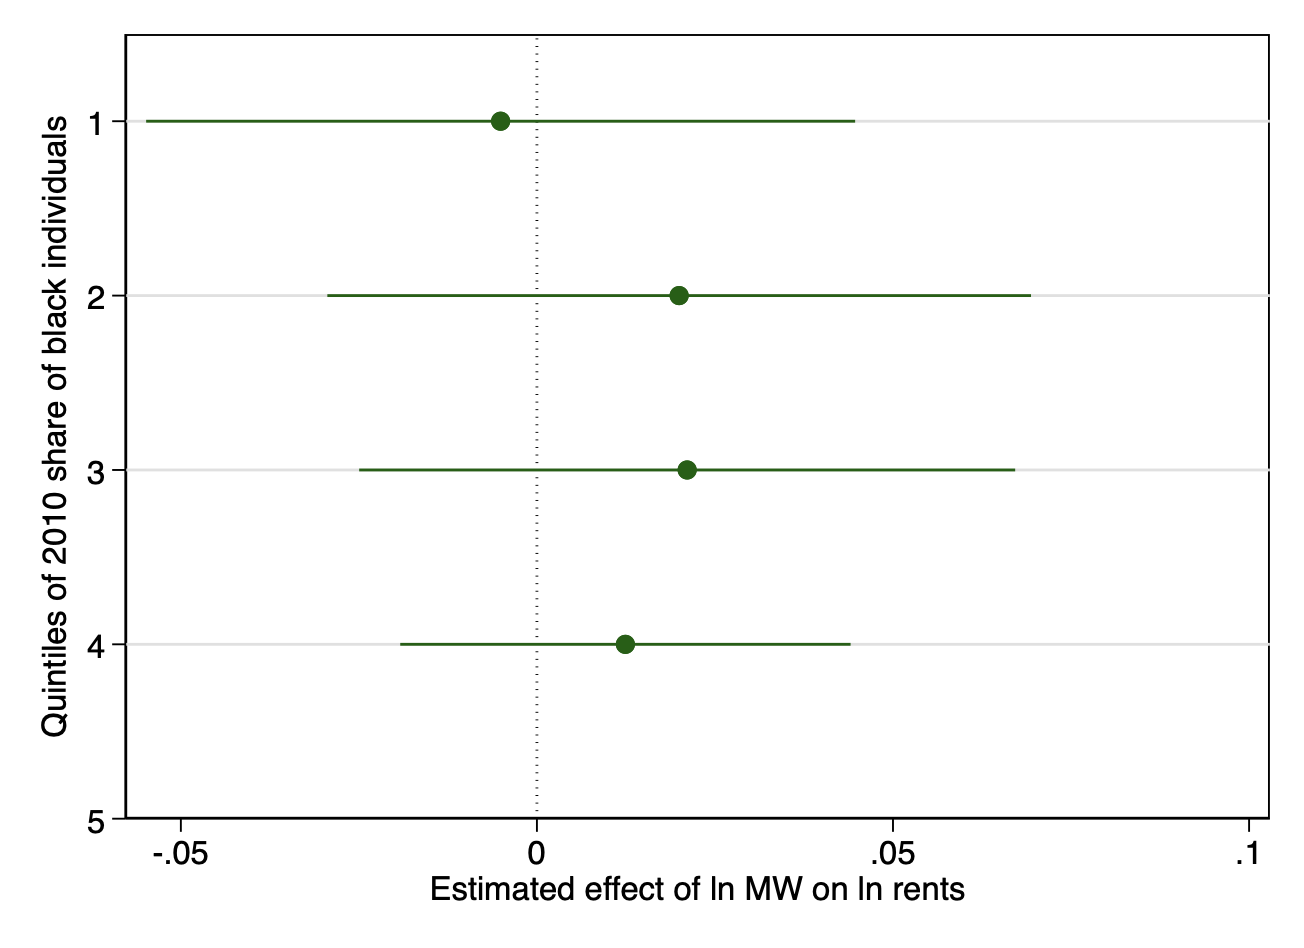 Quintiles of 2010 share of black individuals
1
2
3
4
5
-.05 0 .05 .1
Estimated effect of ln MW on ln rents